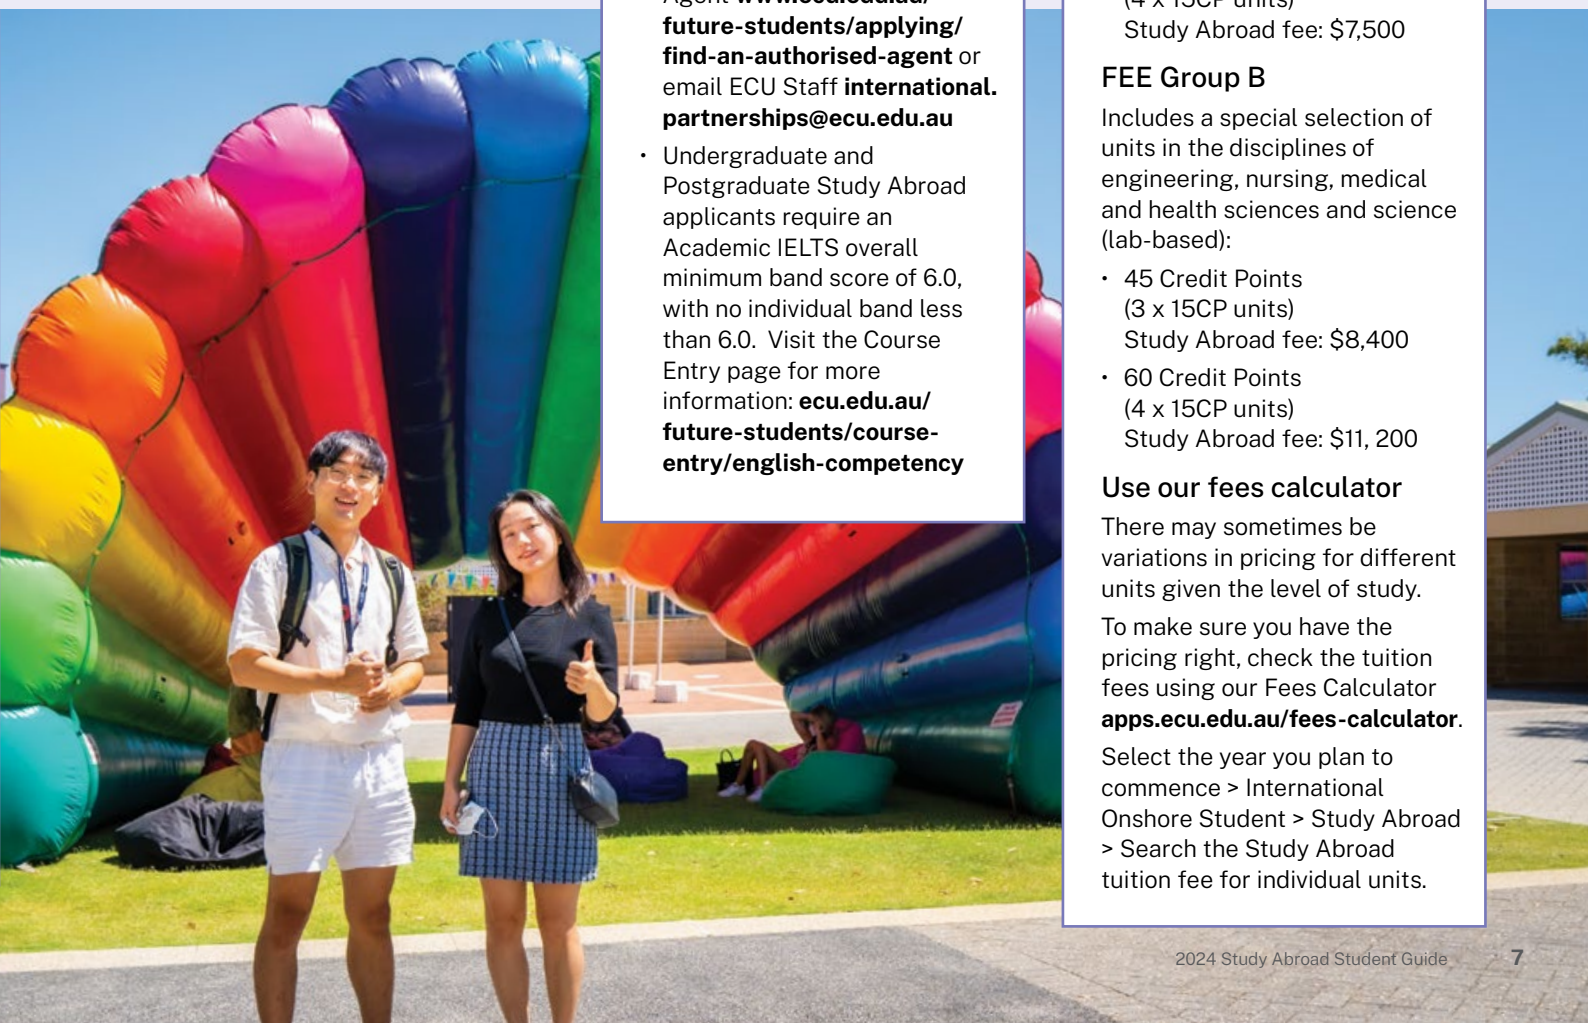 future-students/applying/
find-an-authorised-agent or
email ECU Staff international.
partnerships@ecu.edu.au
• Undergraduate and
Postgraduate Study Abroad
applicants require an
Academic IELTS overall
minimum band score of 6.0,
with no individual band less
than 6.0.  Visit the Course
Entry page for more
information: ecu.edu.au/
future-students/course-
entry/english-competency
(4 x 15CP units)
Study Abroad fee: $7,500
FEE Group B
Includes a special selection of
units in the disciplines of
engineering, nursing, medical
and health sciences and science
(lab-based):
• 45 Credit Points
(3 x 15CP units)
Study Abroad fee: $8,400
• 60 Credit Points
(4 x 15CP units)
Study Abroad fee: $11, 200
Use our fees calculator
There may sometimes be
variations in pricing for different
units given the level of study.
To make sure you have the
pricing right, check the tuition
fees using our Fees Calculator
apps.ecu.edu.au/fees-calculator.
Select the year you plan to
commence > International
Onshore Student > Study Abroad
> Search the Study Abroad
tuition fee for individual units.
2024 Study Abroad Student Guide 7